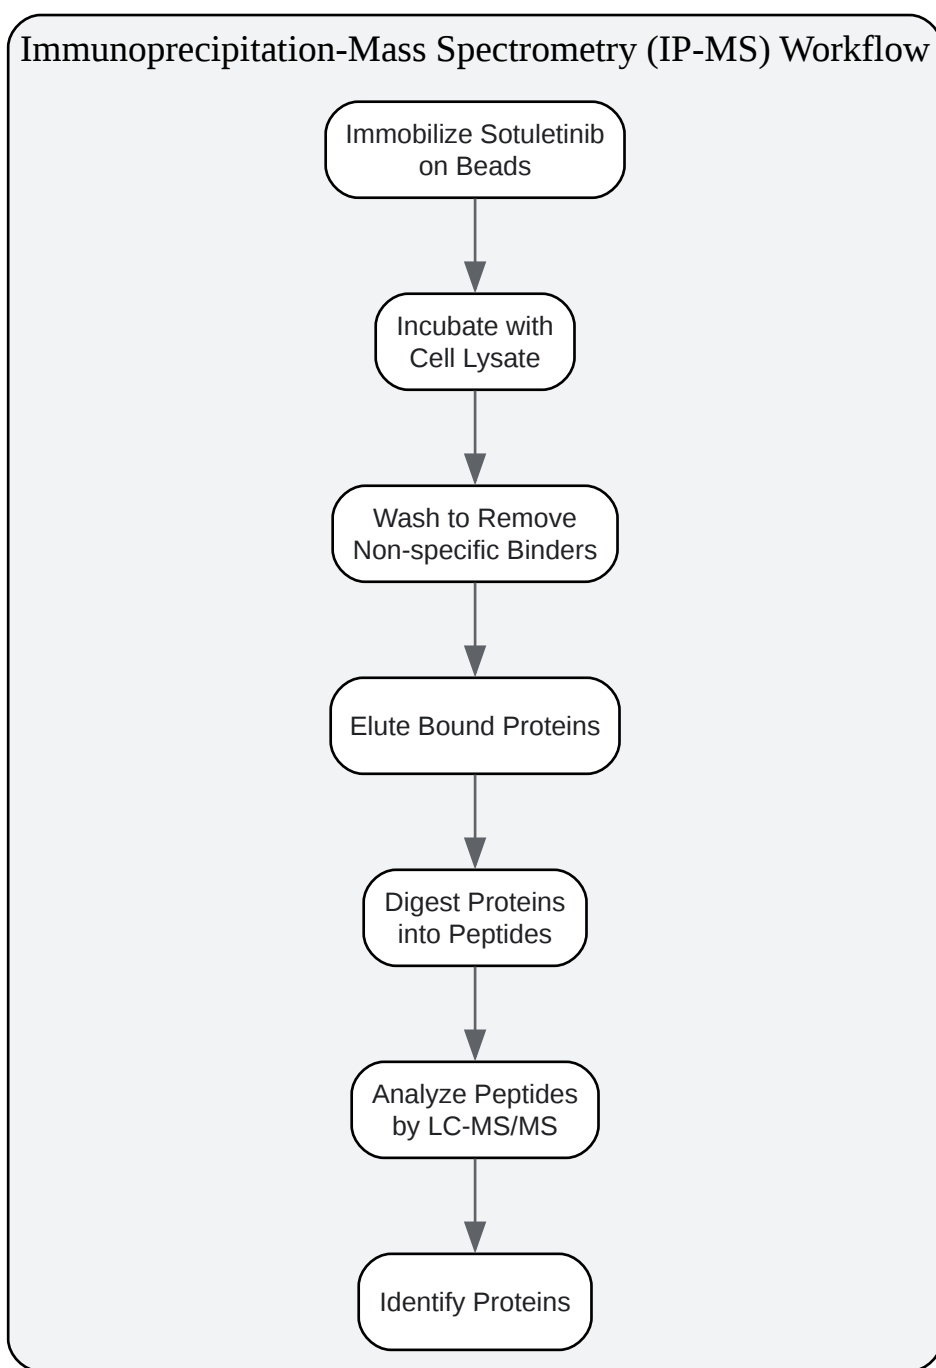 Immunoprecipitation-Mass Spectrometry (IP-MS) Workflow
Immobilize Sotuletinib
on Beads
Incubate with
Cell Lysate
Wash to Remove
Non-specific Binders
Elute Bound Proteins
Digest Proteins
into Peptides
Analyze Peptides
by LC-MS/MS
Identify Proteins